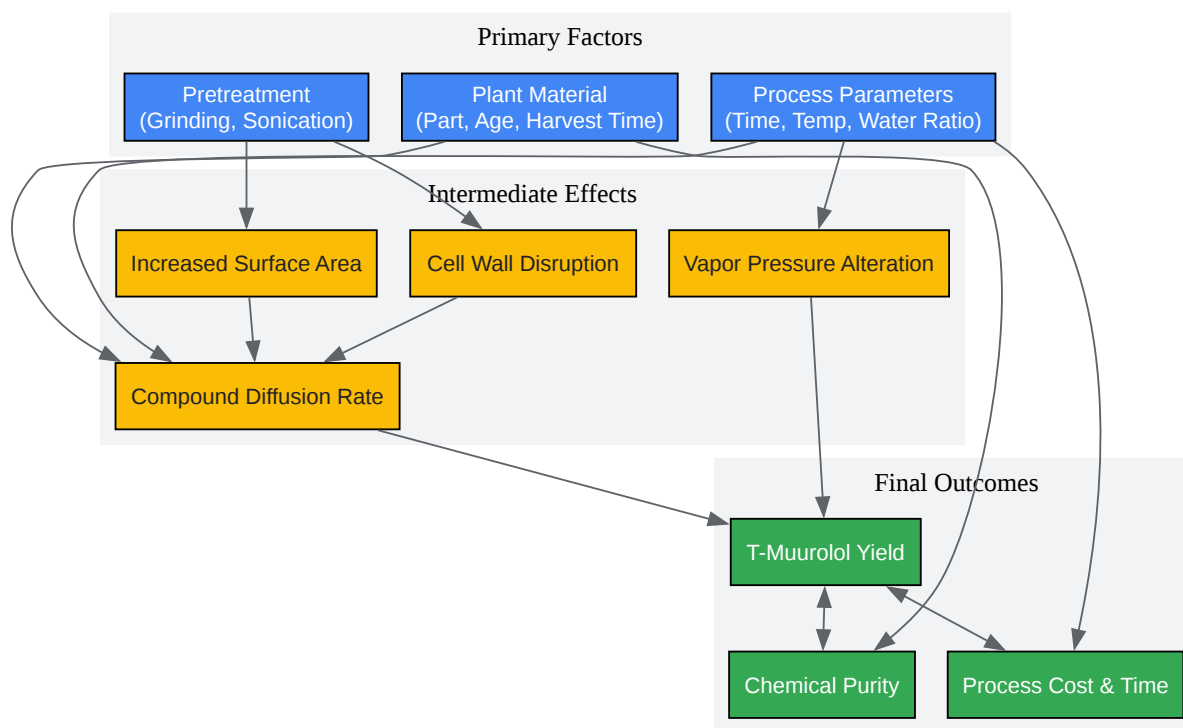 Primary Factors
Pretreatment
(Grinding, Sonication)
Plant Material
(Part, Age, Harvest Time)
Process Parameters
(Time, Temp, Water Ratio)
Intermediate Effects
Increased Surface Area
Cell Wall Disruption
Vapor Pressure Alteration
Compound Diffusion Rate
Final Outcomes
T-Muurolol Yield
Chemical Purity
Process Cost & Time